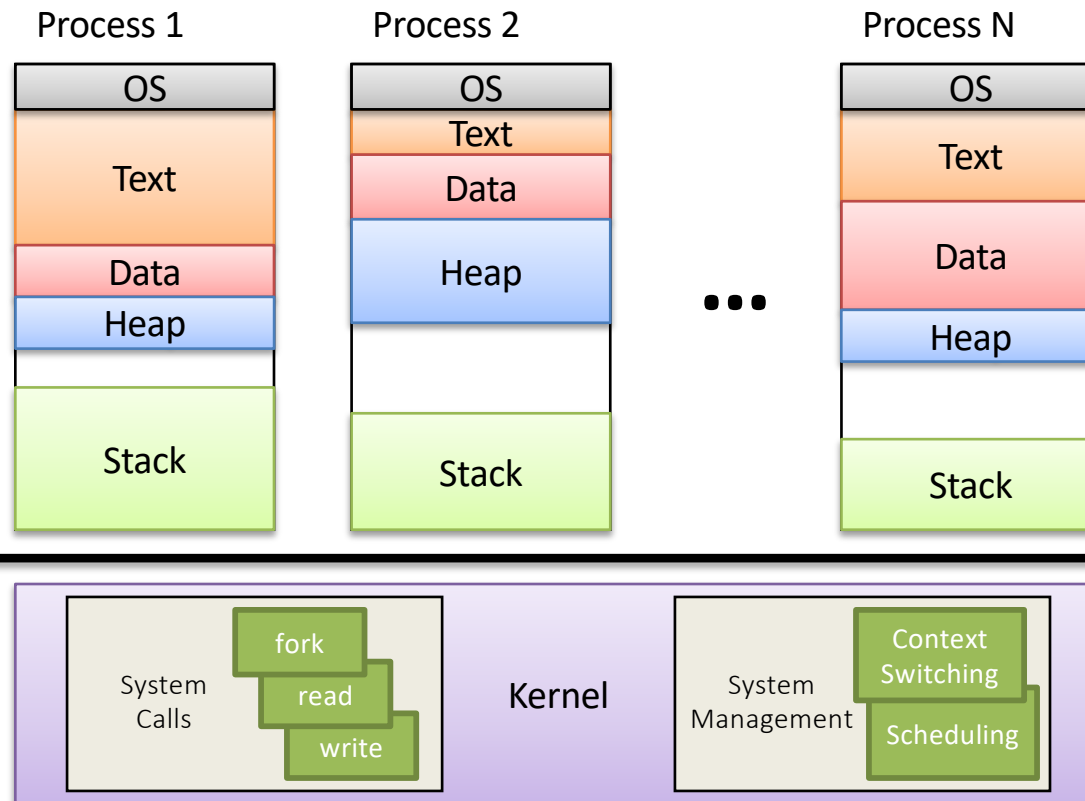 Process 1
OS
Text
Data
Heap
Stack
Process 2
OS
Text
Data
Heap
Stack
...
Process N
OS
Text
Data
Heap
Stack
System
Calls
fork
read
write
Kernel
System
Management
Context
Switching
Scheduling